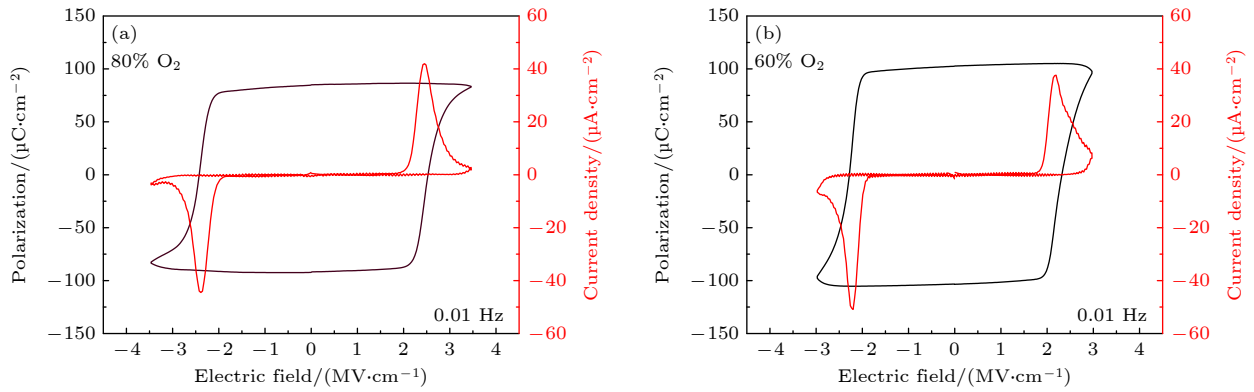 (a)
80% O₂
0.01 Hz
150
100
50
0
−50
−100
−150
Polarization/(μC·cm⁻²)
60
40
20
0
−20
−40
−60
Current density/(μA·cm⁻²)
−4 −3 −2 −1 0 1 2 3 4
Electric field/(MV·cm⁻¹)
(b)
60% O₂
0.01 Hz
150
100
50
0
−50
−100
−150
Polarization/(μC·cm⁻²)
60
40
20
0
−20
−40
−60
Current density/(μA·cm⁻²)
−4 −3 −2 −1 0 1 2 3 4
Electric field/(MV·cm⁻¹)